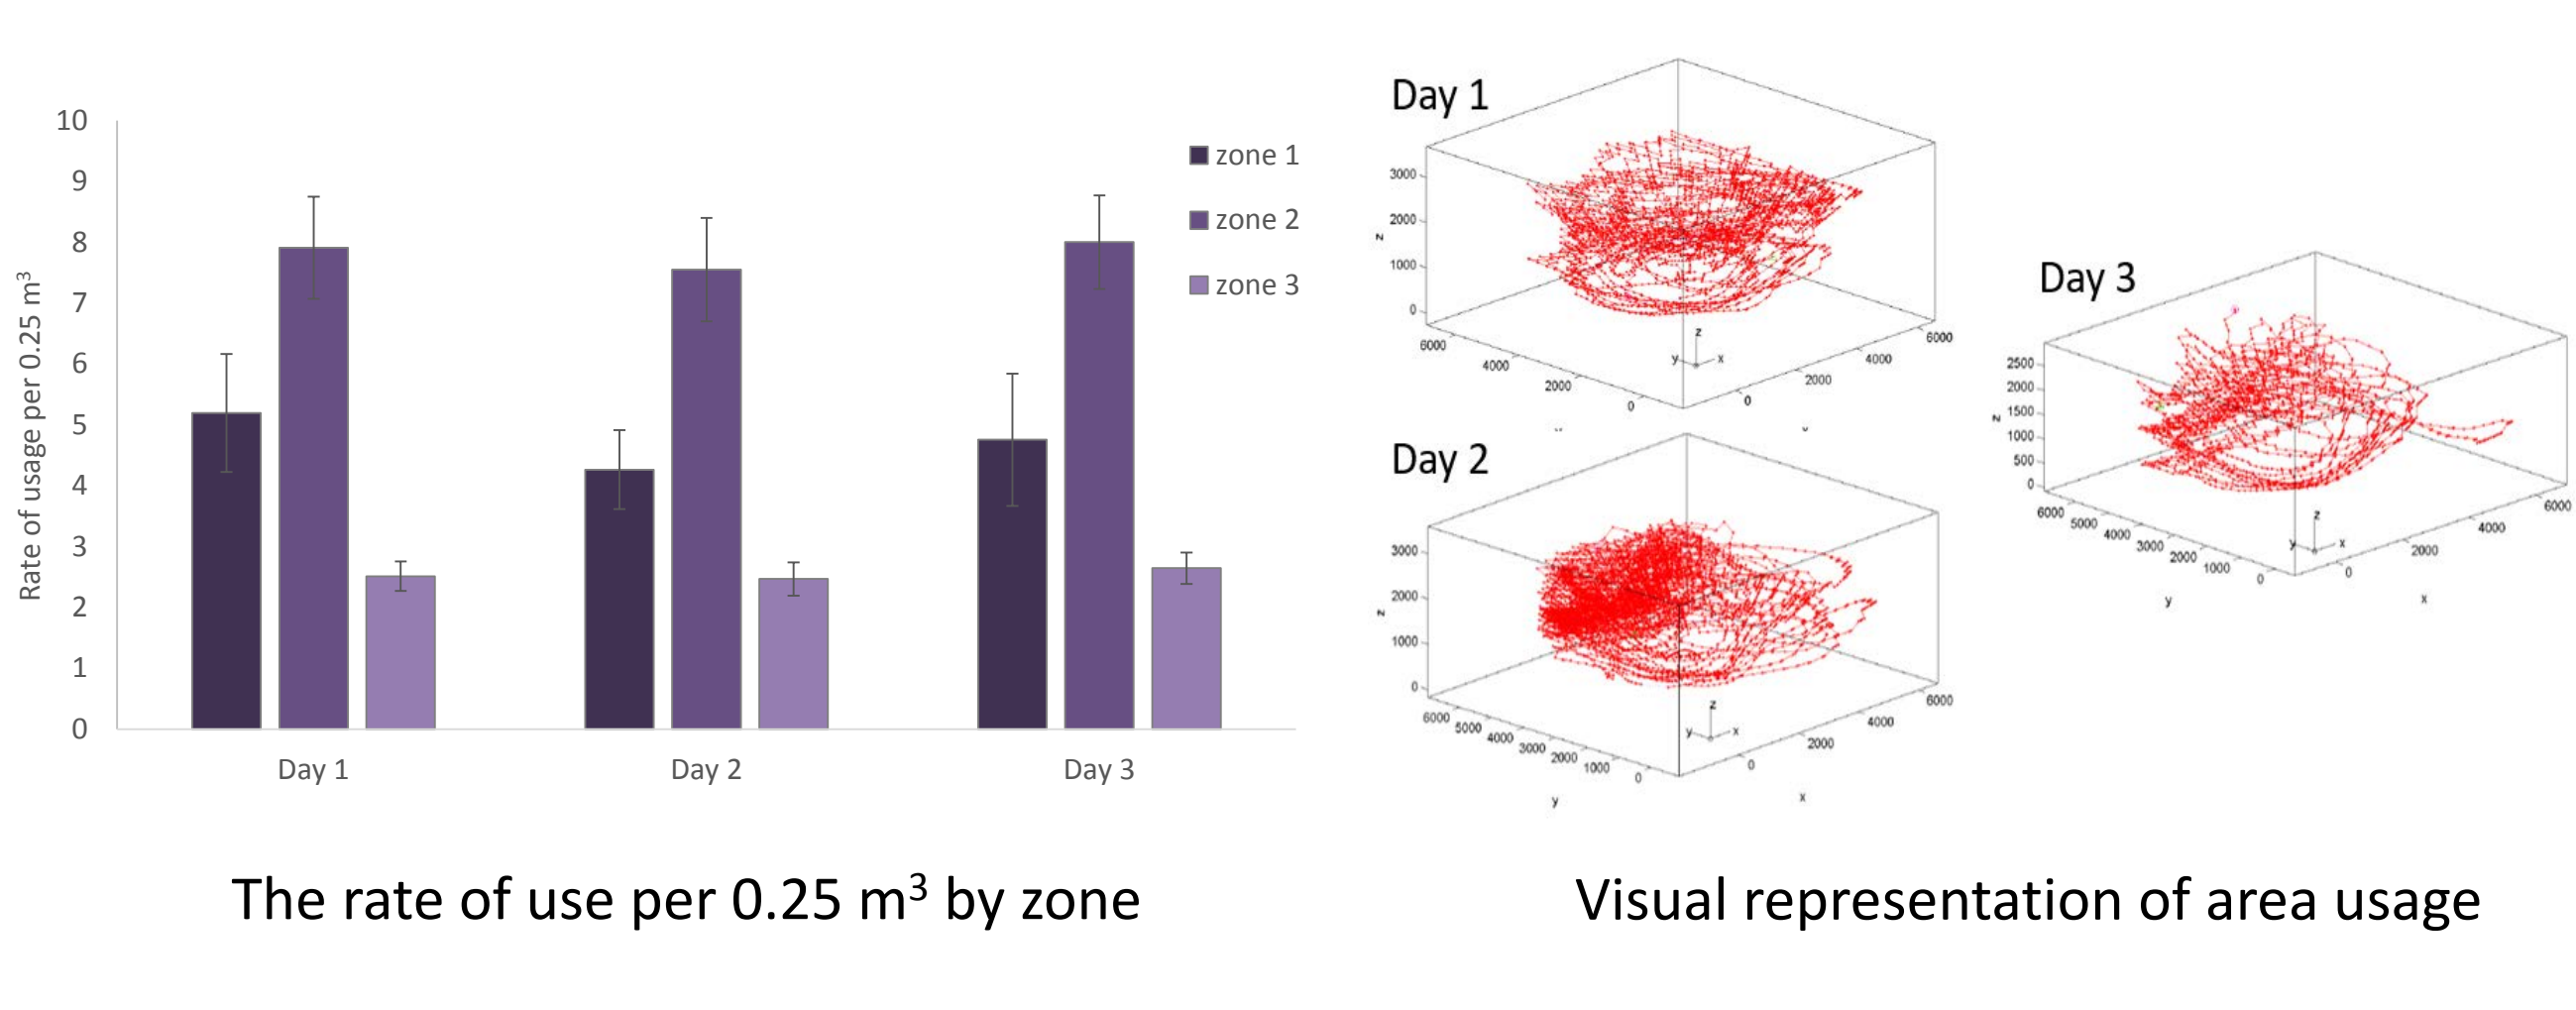 10
9
8
7
6
5
4
3
2
1
0
Rate of usage per 0.25 m³
Day 1
Day 2
Day 3
zone 1
zone 2
zone 3
The rate of use per 0.25 m³ by zone
Day 1
3000
2000
1000
0
z
6000
4000
2000
0
0
2000
4000
6000
z
y
x
Day 2
3000
2000
1000
0
z
6000
5000
4000
3000
2000
1000
0
0
2000
4000
6000
z
y
x
y
x
Day 3
2500
2000
1500
1000
500
0
z
6000
5000
4000
3000
2000
1000
0
0
2000
4000
6000
z
y
x
y
x
Visual representation of area usage